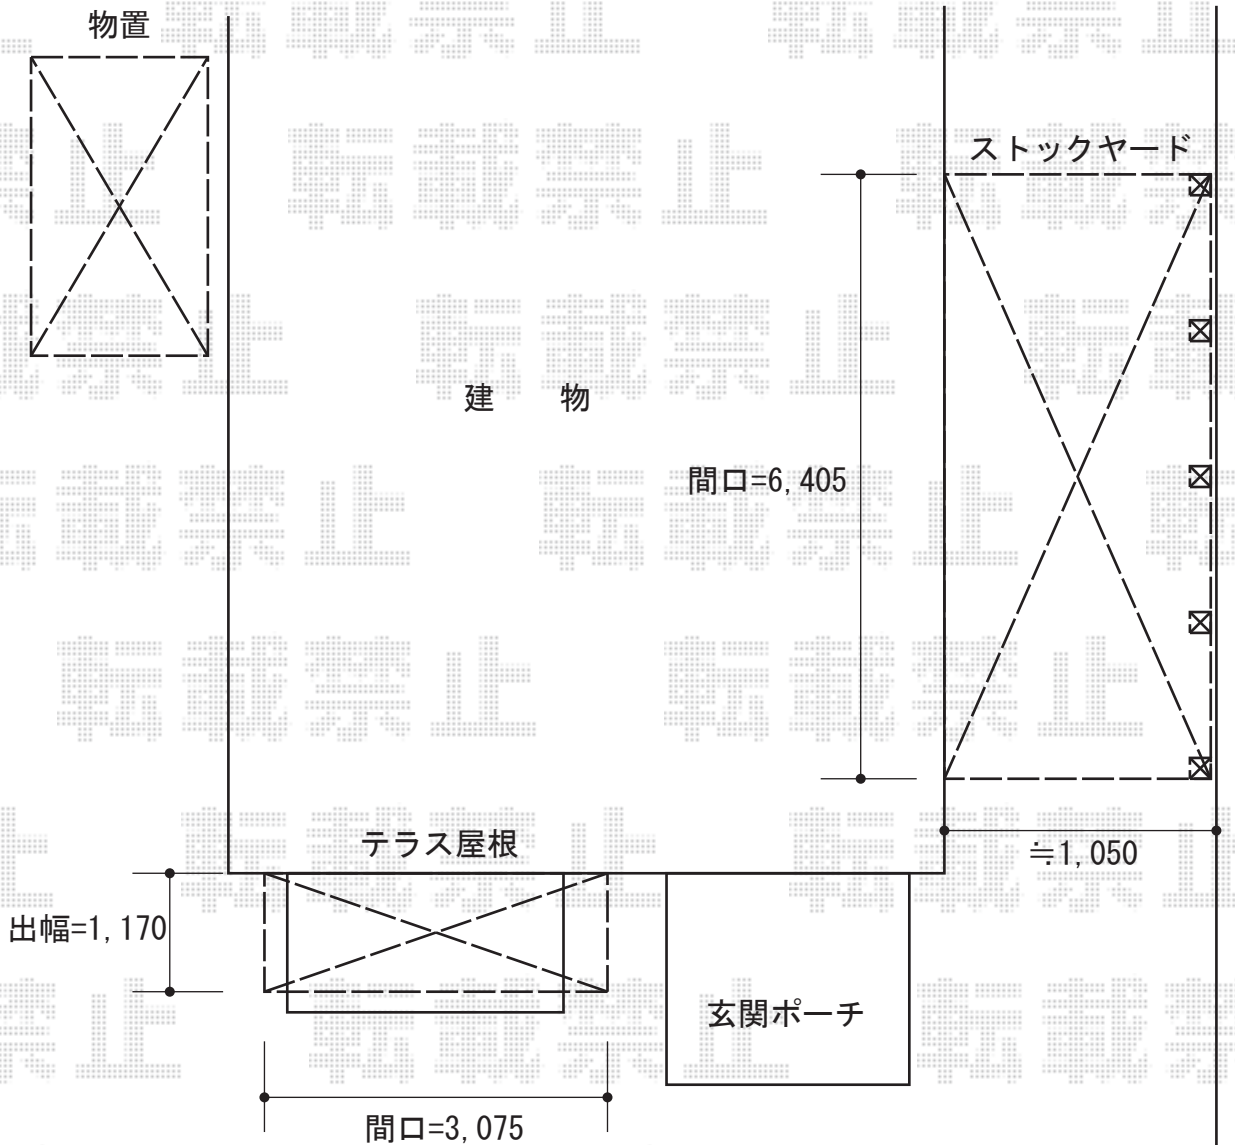 物置
ストックヤード
建 物
間口=6,405
≒1,050
テラス屋根
出幅=1,170
玄関ポーチ
間口=3,075
転載禁止